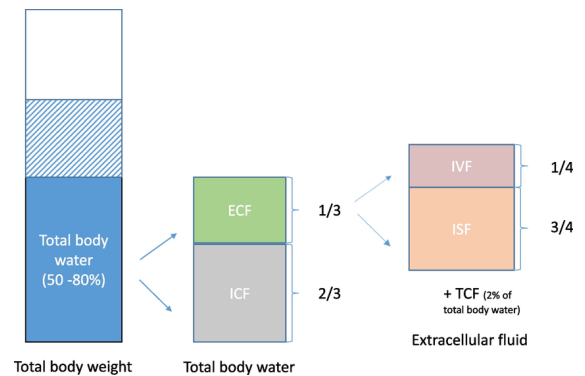 Total body
water
(50 -80%)
Total body weight
ECF
ICF
1/3
2/3
Total body water
IVF
ISF
1/4
3/4
+ TCF (2% of
total body water)
Extracellular fluid